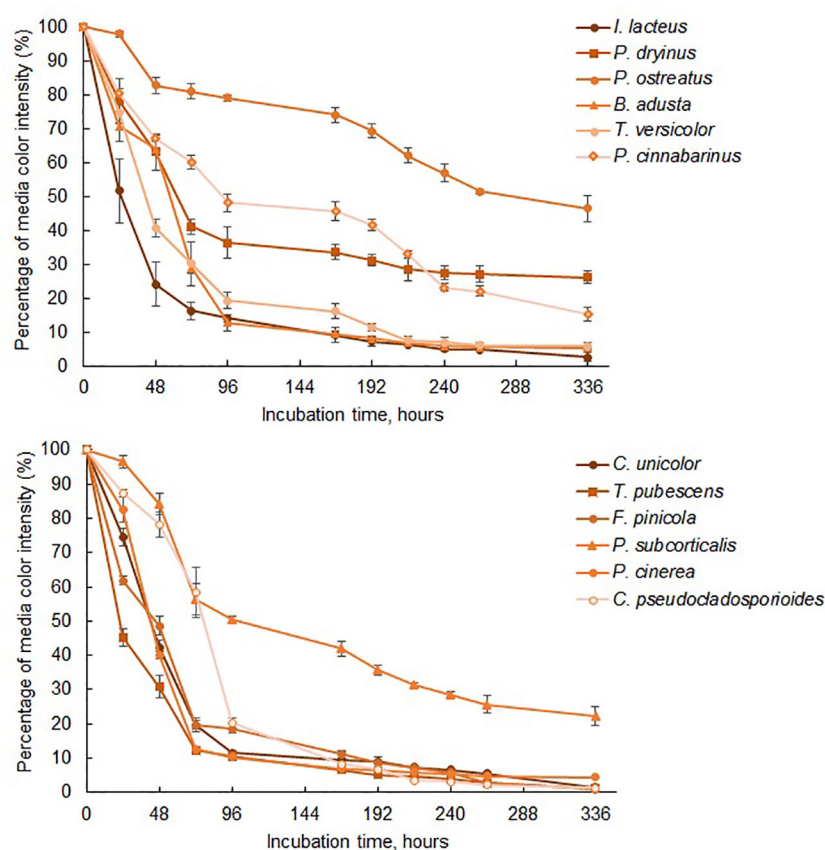 Percentage of media color intensity (%)
100
90
80
70
60
50
40
30
20
10
0
0 48 96 144 192 240 288 336
Incubation time, hours
I. lacteus
P. dryinus
P. ostreatus
B. adusta
T. versicolor
P. cinnabarinus
Percentage of media color intensity (%)
100
90
80
70
60
50
40
30
20
10
0
0 48 96 144 192 240 288 336
Incubation time, hours
C. unicolor
T. pubescens
F. pinicola
P. subcorticalis
P. cinerea
C. pseudocladosporioides